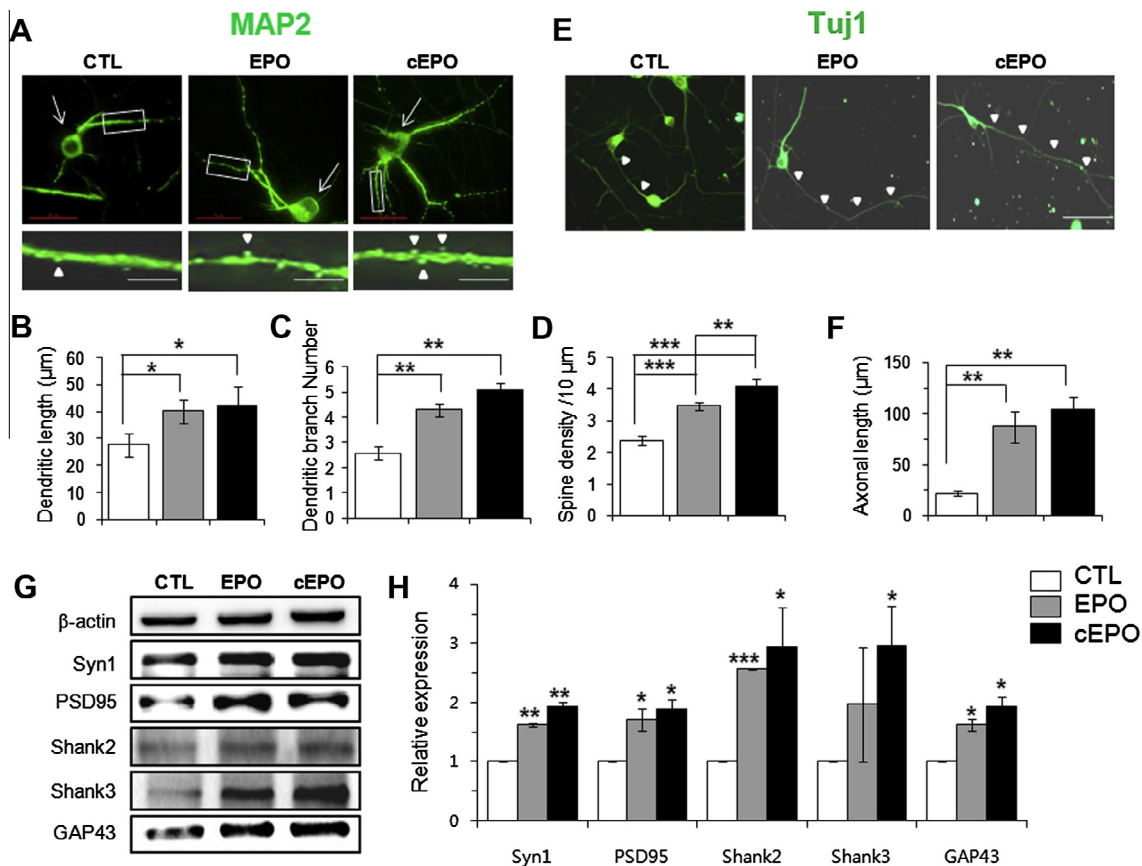 A
MAP2
CTL
EPO
cEPO
E
Tuj1
CTL
EPO
cEPO
B
Dendritic length (μm)
60
50
40
30
20
10
0
*
*
C
Dendritic branch Number
6
5
4
3
2
1
0
**
**
D
Spine density /10 μm
5
4
3
2
1
0
***
***
**
F
Axonal length (μm)
150
125
100
75
50
25
0
**
**
G
CTL
EPO
cEPO
β-actin
Syn1
PSD95
Shank2
Shank3
GAP43
H
Relative expression
4
3
2
1
0
**
**
*
*
***
*
*
*
*
Syn1
PSD95
Shank2
Shank3
GAP43
CTL
EPO
cEPO